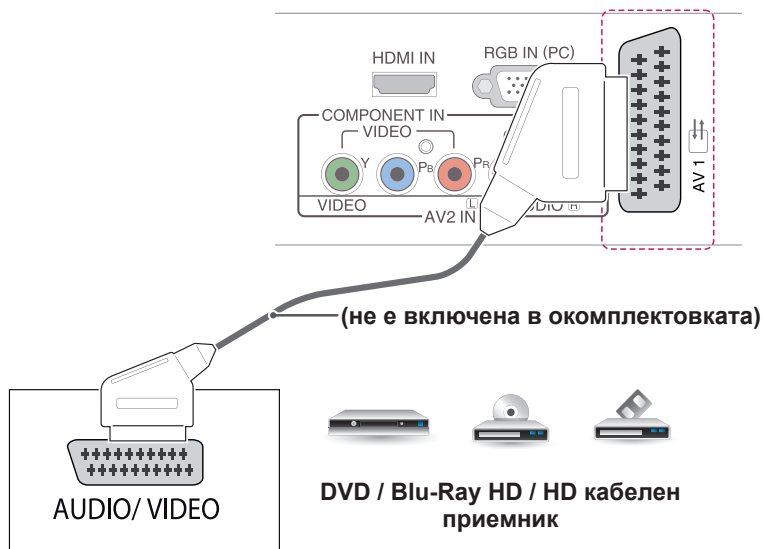 HDMI IN
RGB IN (PC)
COMPONENT IN
VIDEO
Y
PB
PR
VIDEO
L
R
AV2 IN
AV 1
(не е включена в окомплектовката)
AUDIO/ VIDEO
DVD / Blu-Ray HD / HD кабелен
приемник